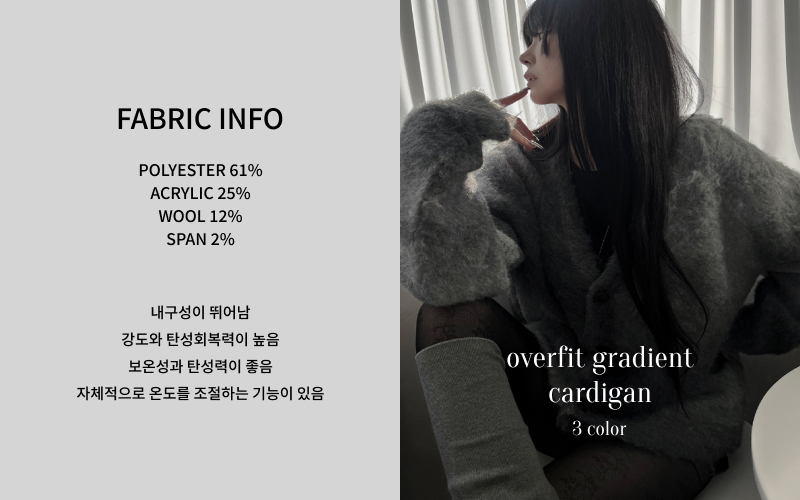 FABRIC INFO
POLYESTER 61%
ACRYLIC 25%
WOOL 12%
SPAN 2%
내구성이 뛰어남
강도와 탄성회복력이 높음
보온성과 탄성력이 좋음
자체적으로 온도를 조절하는 기능이 있음
overfit gradient
cardigan
3 color